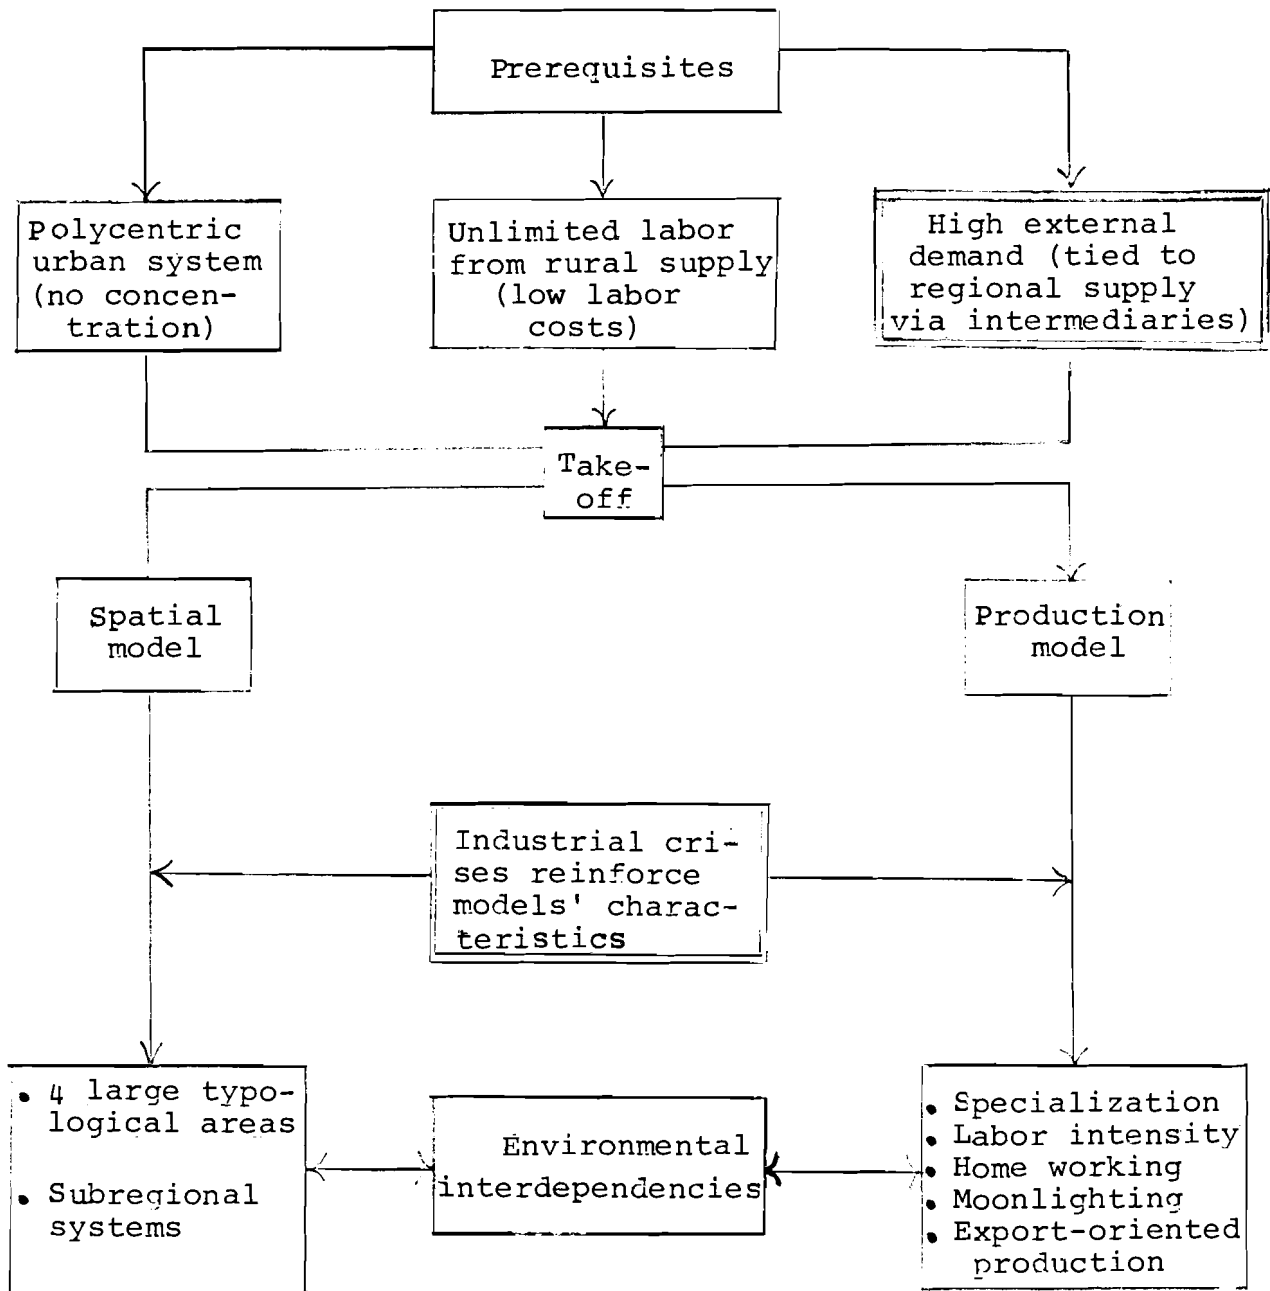 Prerequisites
Polycentric
urban system
(no concen-
tration)
Unlimited labor
from rural supply
(low labor
costs)
High external
demand (tied to
regional supply
via intermediaries)
Take-
off
Spatial
model
Production
model
Industrial cri-
ses reinforce
models' charac-
teristics
• 4 large typo-
logical areas
• Subregional
systems
Environmental
interdependencies
• Specialization
• Labor intensity
• Home working
• Moonlighting
• Export-oriented
production